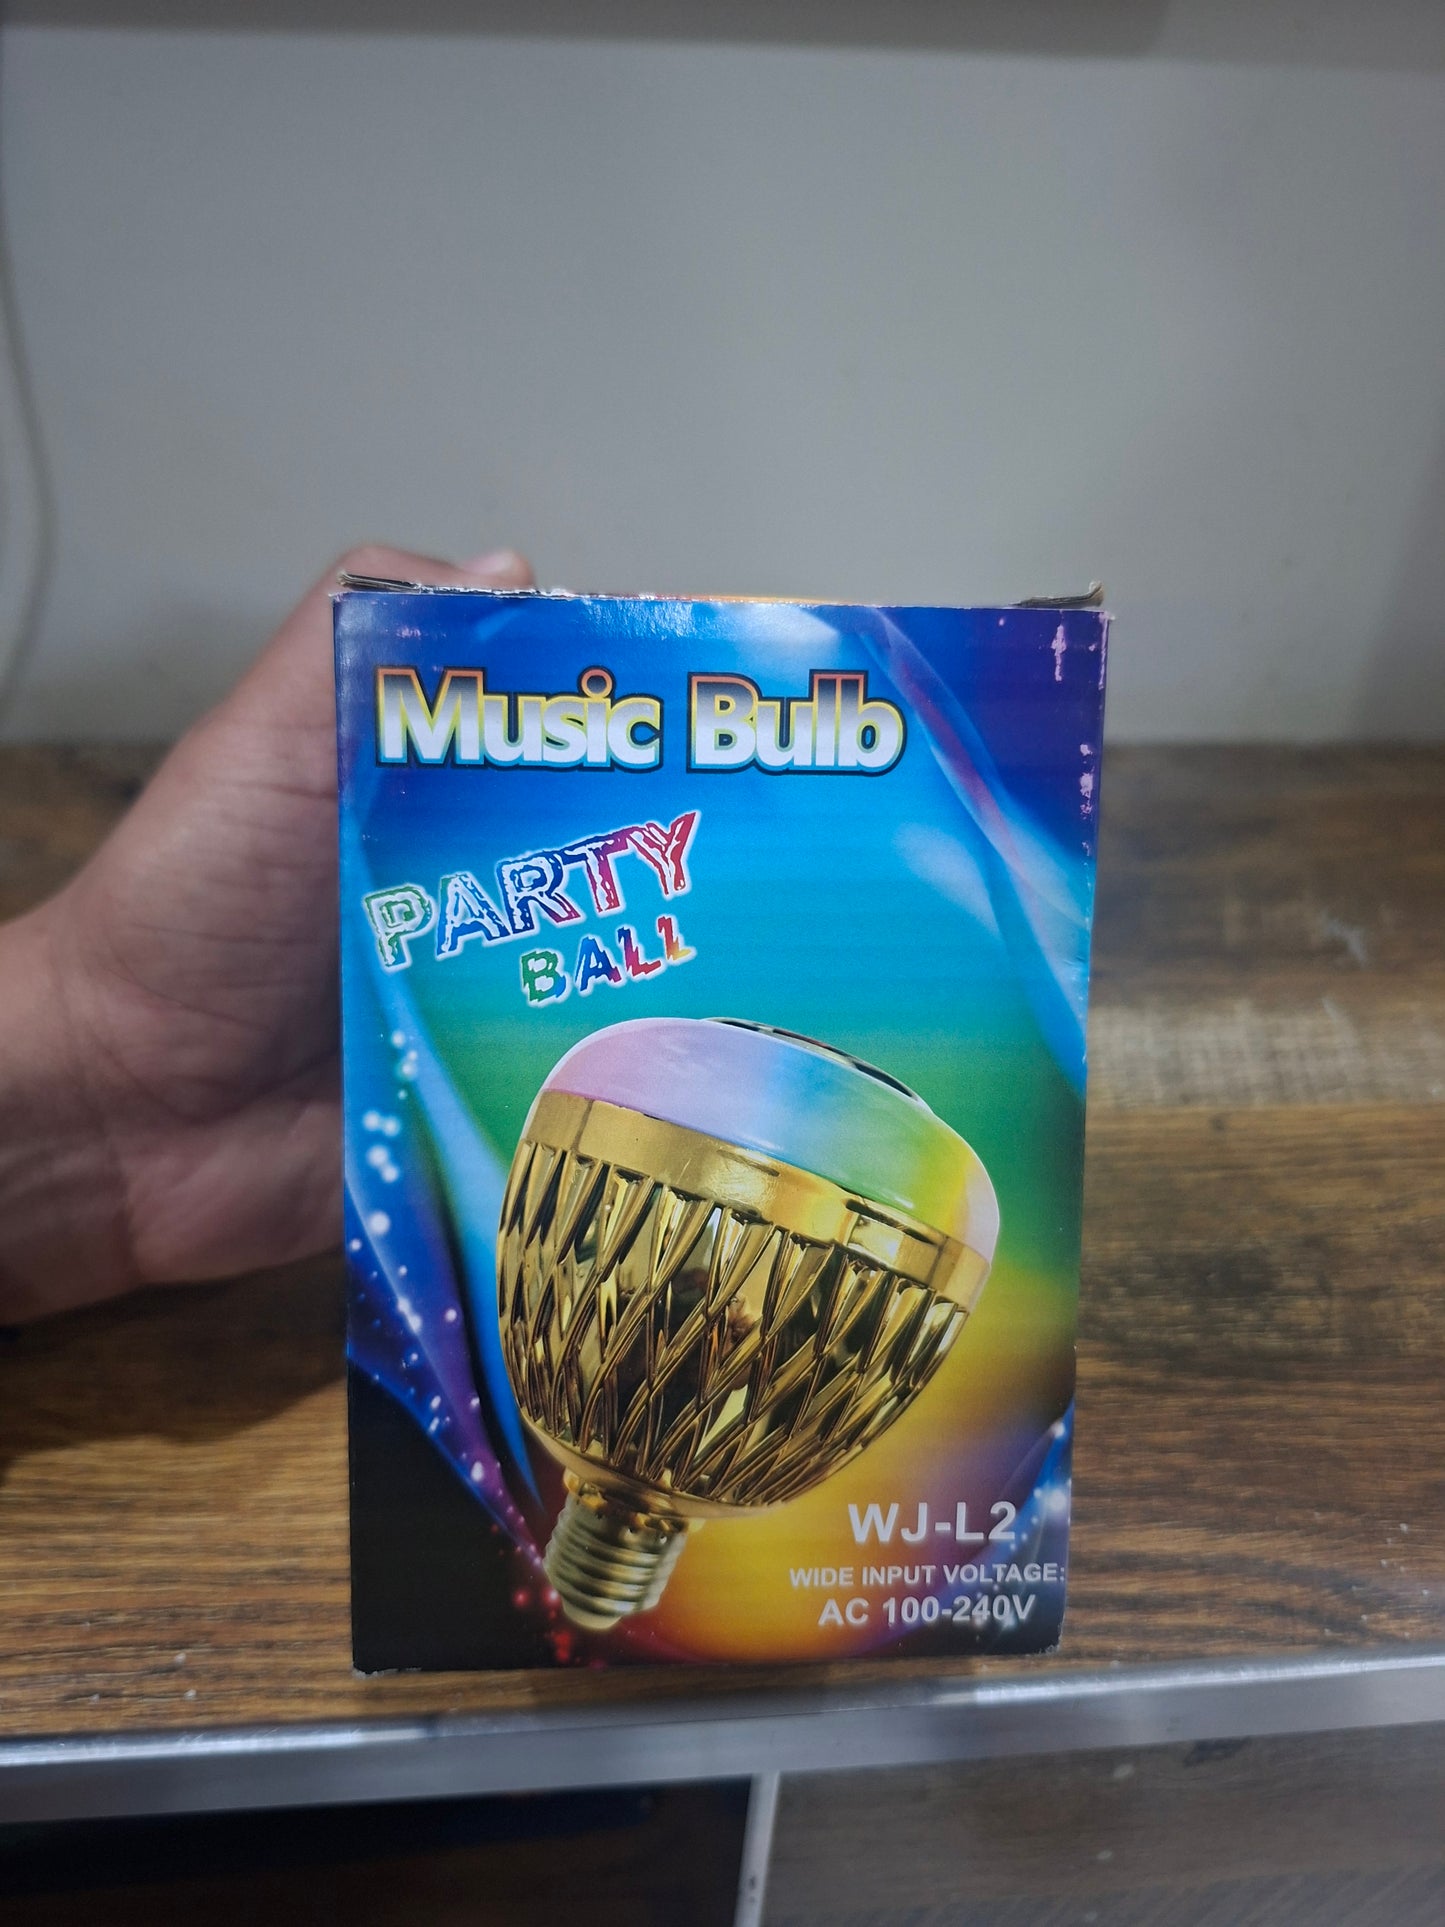 Music Bulb
PARTY
BALL
WJ-L2
WIDE INPUT VOLTAGE:
AC 100-240V